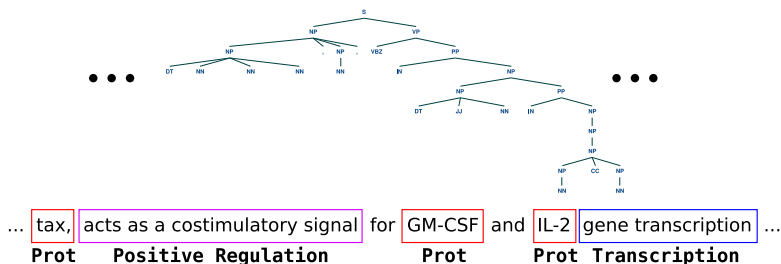 S
NP VP
NP , NP , VBZ PP
DT NN NN NN NN IN NP
NP PP
DT JJ NN IN NP
NP
NP
NP CC NP
NN NN
... tax, acts as a costimulatory signal for GM-CSF and IL-2 gene transcription ...
Prot Positive Regulation Prot Prot Transcription